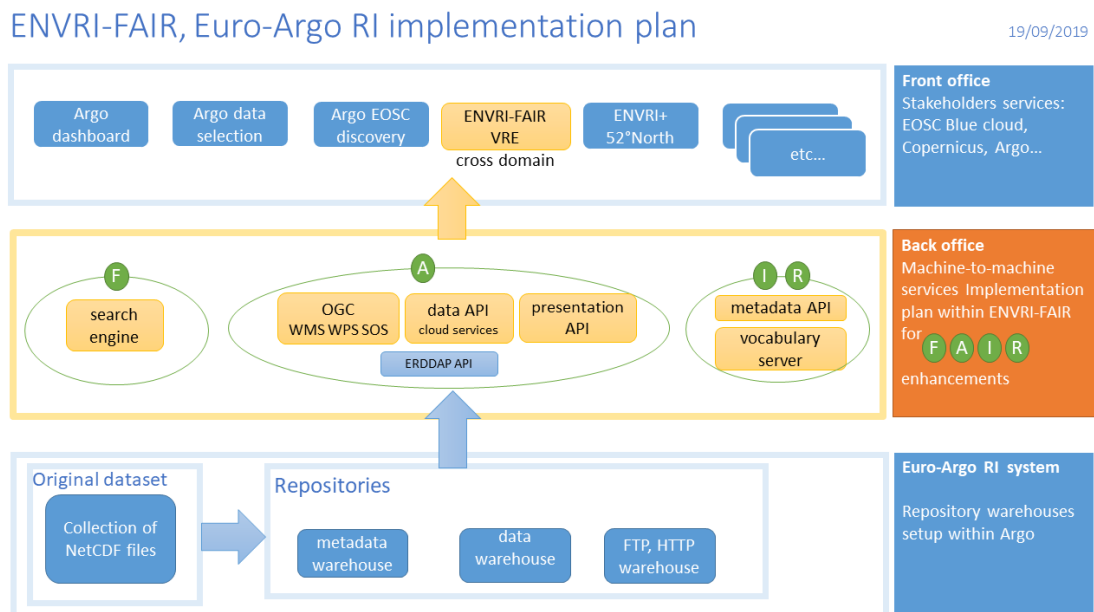 ENVRI-FAIR, Euro-Argo RI implementation plan
19/09/2019
Argo
dashboard
Argo data
selection
Argo EOSC
discovery
ENVRI-FAIR
VRE
cross domain
ENVRI+
52°North
etc...
Front office
Stakeholders services:
EOSC Blue cloud,
Copernicus, Argo...
F
search
engine
A
OGC
WMS WPS SOS
data API
cloud services
presentation
API
ERDDAP API
I R
metadata API
vocabulary
server
Back office
Machine-to-machine
services Implementation
plan within ENVRI-FAIR
for
F A I R
enhancements
Original dataset
Collection of
NetCDF files
Repositories
metadata
warehouse
data
warehouse
FTP, HTTP
warehouse
Euro-Argo RI system
Repository warehouses
setup within Argo